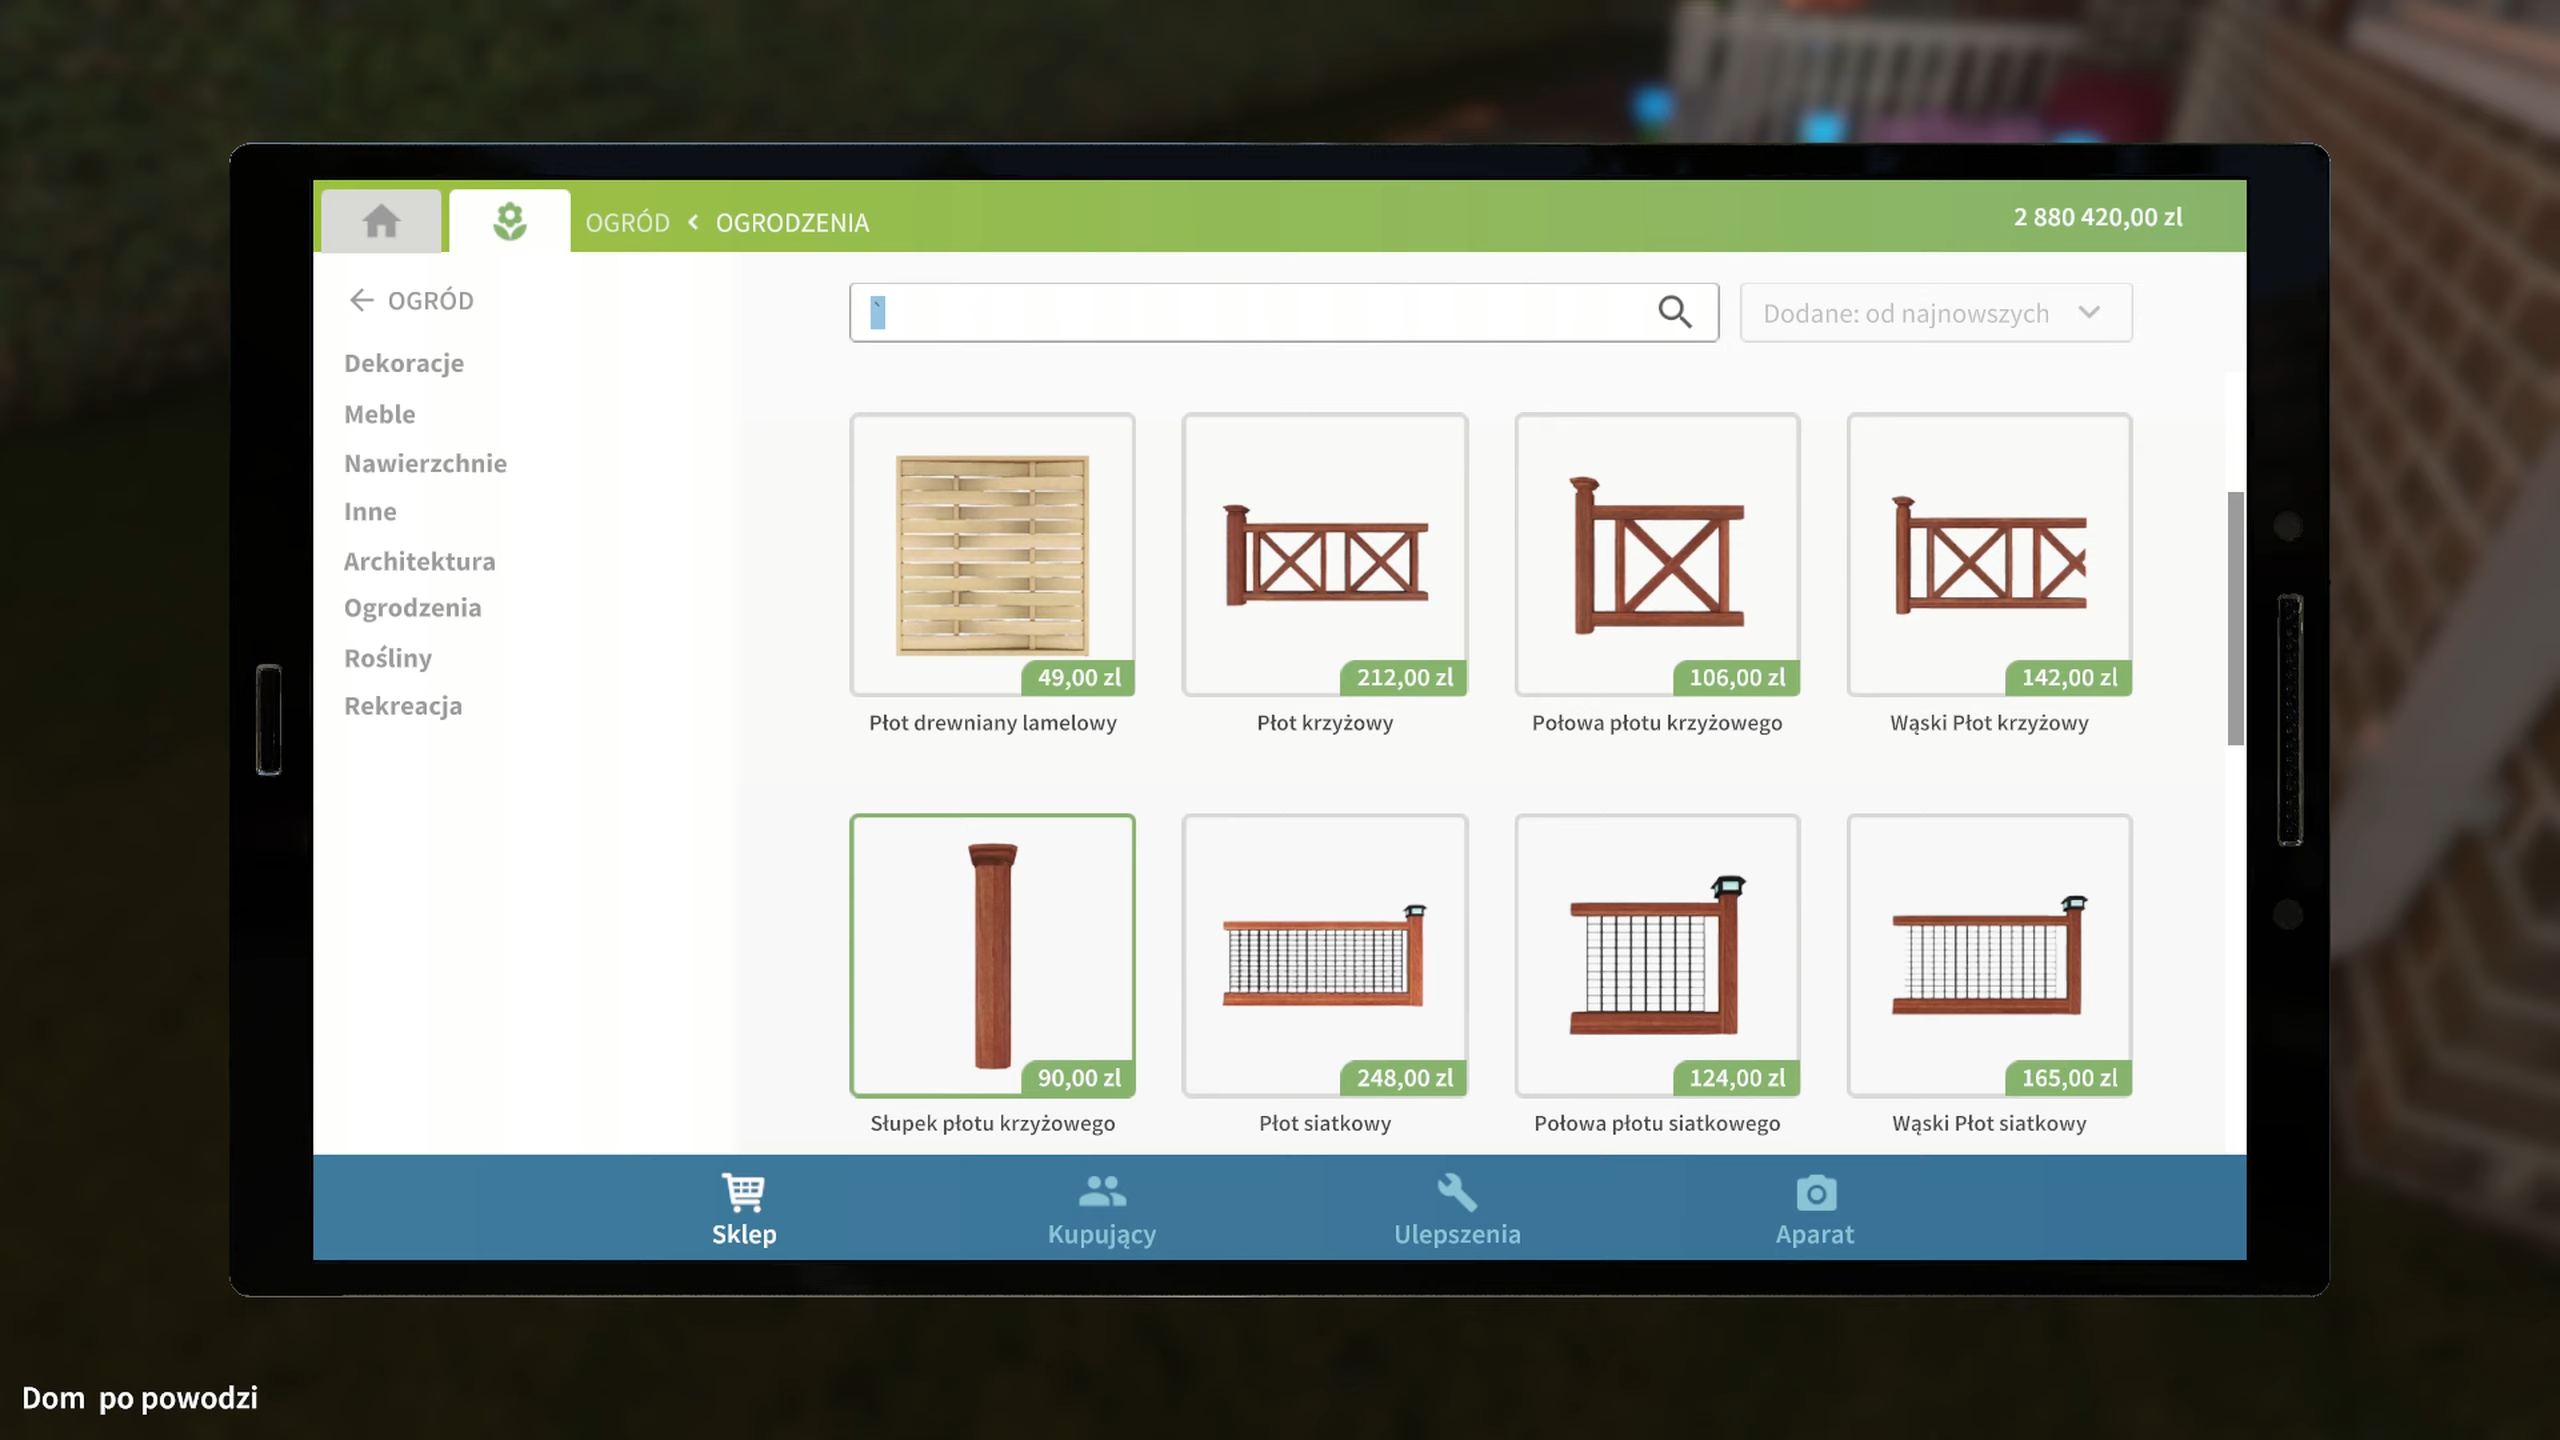 OGRÓD < OGRODZENIA
2 880 420,00 zl
← OGRÓD
`
Dodane: od najnowszych
Dekoracje
Meble
Nawierzchnie
Inne
Architektura
Ogrodzenia
Rośliny
Rekreacja
49,00 zl
212,00 zl
106,00 zl
142,00 zl
Płot drewniany lamelowy
Płot krzyżowy
Połowa płotu krzyżowego
Wąski Płot krzyżowy
90,00 zl
248,00 zl
124,00 zl
165,00 zl
Słupek płotu krzyżowego
Płot siatkowy
Połowa płotu siatkowego
Wąski Płot siatkowy
Sklep
Kupujący
Ulepszenia
Aparat
Dom po powodzi